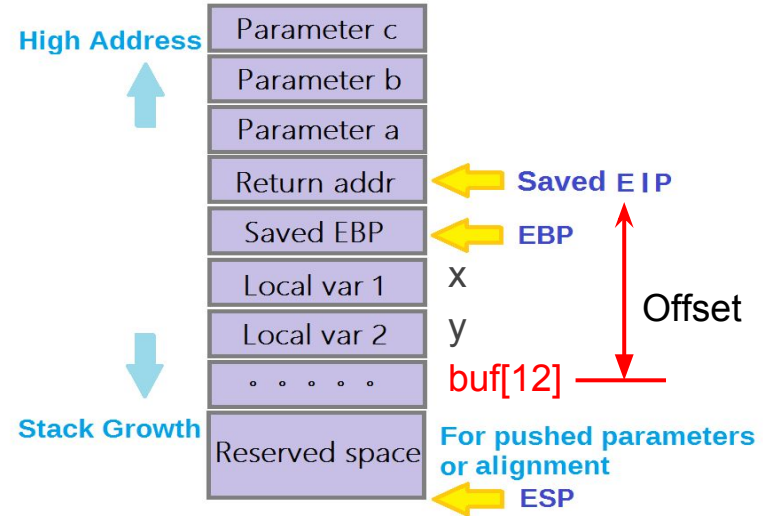 Parameter c
High Address
Parameter b
Parameter a
Return addr
Saved EIP
Saved EBP
EBP
Local var 1
x
Offset
Local var 2
y
. . . . .
buf[12]
Stack Growth
Reserved space
For pushed parameters
or alignment
ESP